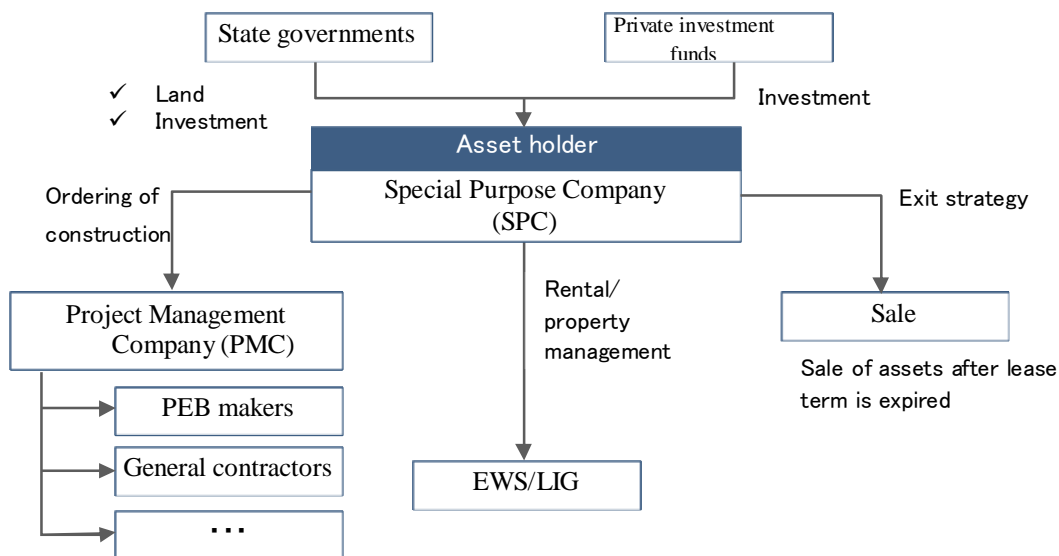 State governments
Private investment
funds
✓ Land
✓ Investment
Investment
Asset holder
Special Purpose Company
(SPC)
Ordering of
construction
Exit strategy
Project Management
Company (PMC)
Rental/
property
management
Sale
Sale of assets after lease
term is expired
PEB makers
General contractors
EWS/LIG
...